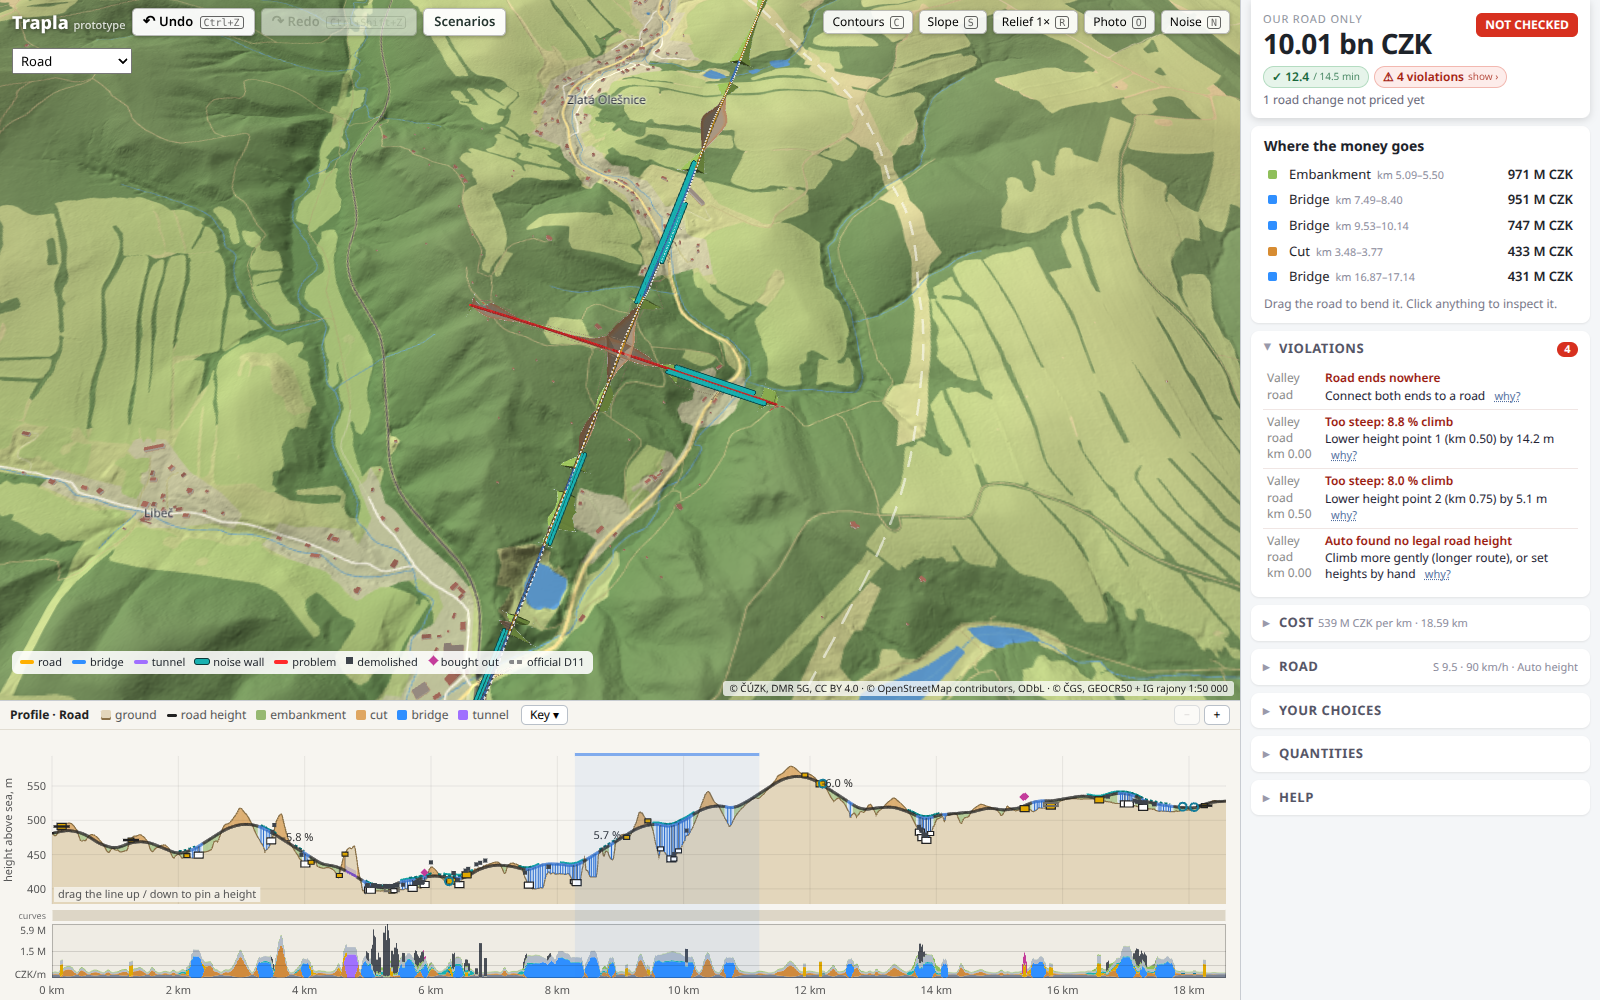 Trapla prototype
↶ Undo Ctrl+Z
↷ Redo Ctrl+Shift+Z
Scenarios
Contours C
Slope S
Relief 1× R
Photo O
Noise N
Road
Zlatá Olešnice
Libeč
road bridge tunnel noise wall problem demolished bought out official D11
© ČÚZK, DMR 5G, CC BY 4.0 · © OpenStreetMap contributors, ODbL · © ČGS, GEOCR50 + IG rajony 1:50 000
OUR ROAD ONLY
NOT CHECKED
10.01 bn CZK
✓ 12.4 / 14.5 min
⚠ 4 violations show ›
1 road change not priced yet
Where the money goes
Embankment km 5.09–5.50 971 M CZK
Bridge km 7.49–8.40 951 M CZK
Bridge km 9.53–10.14 747 M CZK
Cut km 3.48–3.77 433 M CZK
Bridge km 16.87–17.14 431 M CZK
Drag the road to bend it. Click anything to inspect it.
▼ VIOLATIONS 4
Valley road
Road ends nowhere
Connect both ends to a road why?
Valley road km 0.00
Too steep: 8.8 % climb
Lower height point 1 (km 0.50) by 14.2 m
why?
Valley road km 0.50
Too steep: 8.0 % climb
Lower height point 2 (km 0.75) by 5.1 m
why?
Valley road km 0.00
Auto found no legal road height
Climb more gently (longer route), or set
heights by hand why?
▶ COST 539 M CZK per km · 18.59 km
▶ ROAD S 9.5 · 90 km/h · Auto height
▶ YOUR CHOICES
▶ QUANTITIES
▶ HELP
Profile · Road ground road height embankment cut bridge tunnel Key ▾ − +
height above sea, m
550
500
450
400
5.8 %
5.7 %
6.0 %
drag the line up / down to pin a height
curves
5.9 M
1.5 M
CZK/m
0 km 2 km 4 km 6 km 8 km 10 km 12 km 14 km 16 km 18 km